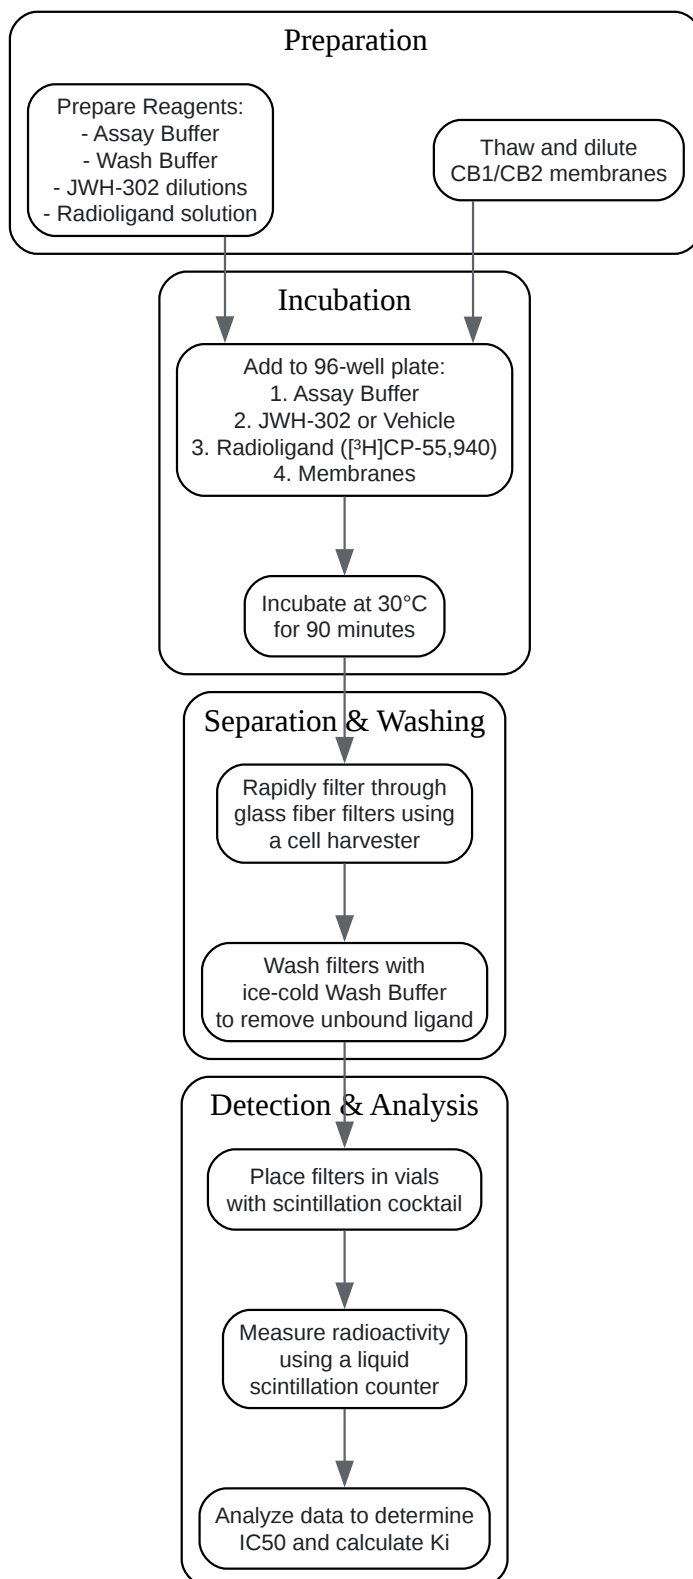 Preparation
Prepare Reagents:
- Assay Buffer
- Wash Buffer
- JWH-302 dilutions
- Radioligand solution
Thaw and dilute
CB1/CB2 membranes
Incubation
Add to 96-well plate:
1. Assay Buffer
2. JWH-302 or Vehicle
3. Radioligand ([³H]CP-55,940)
4. Membranes
Incubate at 30°C
for 90 minutes
Separation & Washing
Rapidly filter through
glass fiber filters using
a cell harvester
Wash filters with
ice-cold Wash Buffer
to remove unbound ligand
Detection & Analysis
Place filters in vials
with scintillation cocktail
Measure radioactivity
using a liquid
scintillation counter
Analyze data to determine
IC50 and calculate Ki